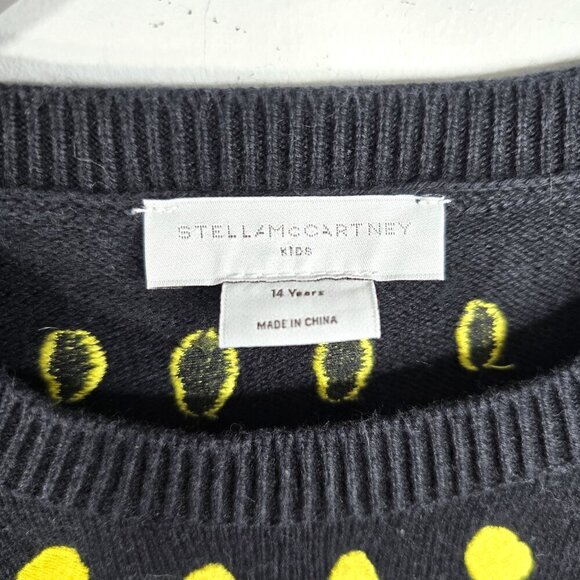 STELLAMcCARTNEY
KIDS
14 Years
MADE IN CHINA